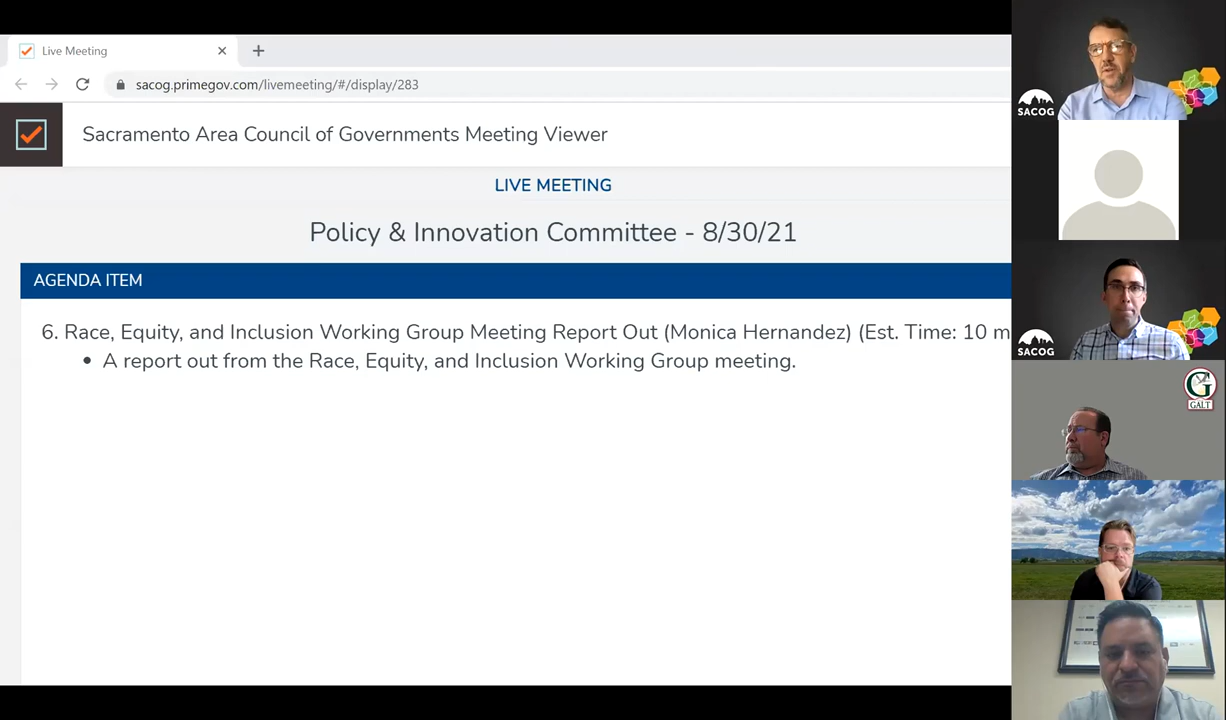 Live Meeting
sacog.primegov.com/livemeeting/#/display/283
Sacramento Area Council of Governments Meeting Viewer
LIVE MEETING
Policy & Innovation Committee - 8/30/21
AGENDA ITEM
6. Race, Equity, and Inclusion Working Group Meeting Report Out (Monica Hernandez) (Est. Time: 10 m
• A report out from the Race, Equity, and Inclusion Working Group meeting.
SACOG
SACOG
G
GALT